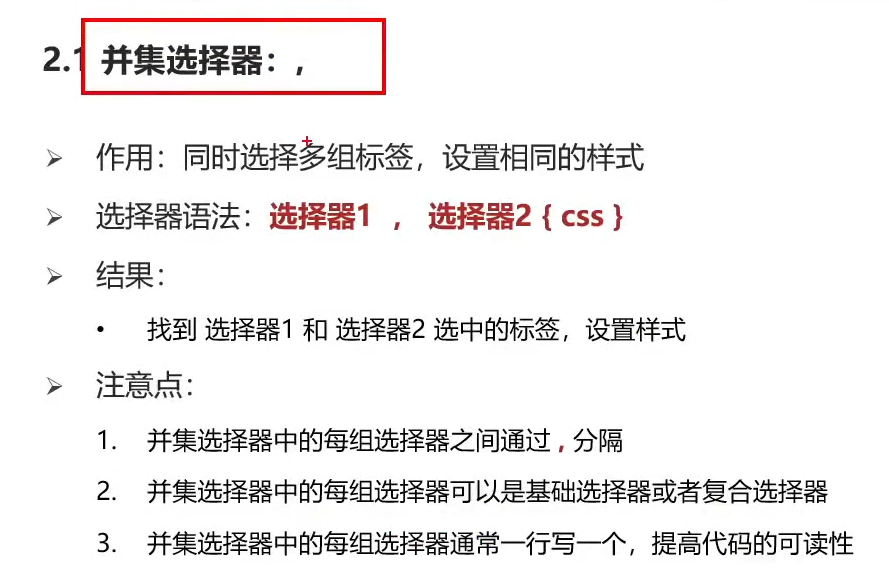 2.1 并集选择器：,
作用：同时选择多组标签，设置相同的样式
选择器语法：选择器1 ， 选择器2 { css }
结果：
找到 选择器1 和 选择器2 选中的标签，设置样式
注意点：
1. 并集选择器中的每组选择器之间通过 , 分隔
2. 并集选择器中的每组选择器可以是基础选择器或者复合选择器
3. 并集选择器中的每组选择器通常一行写一个，提高代码的可读性